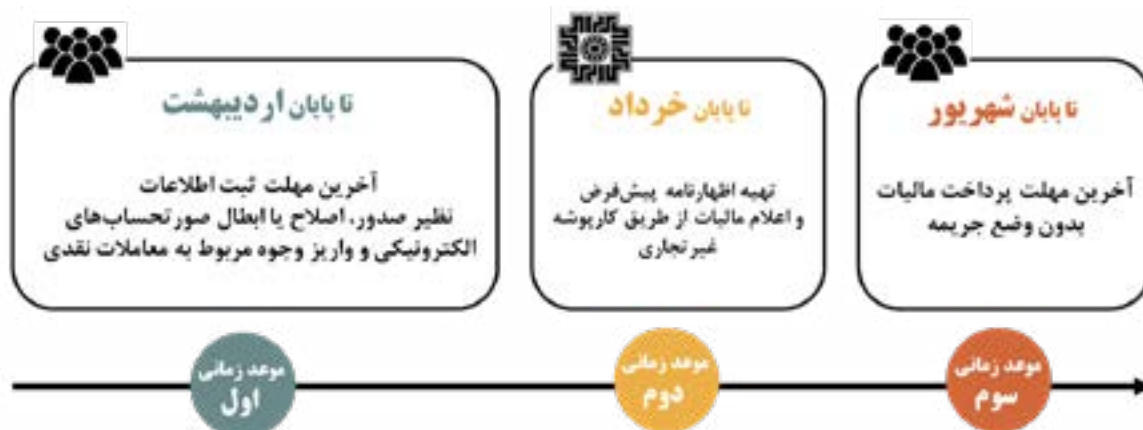 تا پایان اردیبهشت
آخرین مهلت ثبت اطلاعات
نظیر صدور، اصلاح یا ابطال صورتحساب‌های
الکترونیکی و واریز وجوه مربوط به معاملات نقدی
موعد زمانی
اول
تا پایان خرداد
تهیه اظهارنامه پیش‌فرض
و اعلام مالیات از طریق کارپوشه
غیرتجاری
موعد زمانی
دوم
تا پایان شهریور
آخرین مهلت پرداخت مالیات
بدون وضع جریمه
موعد زمانی
سوم